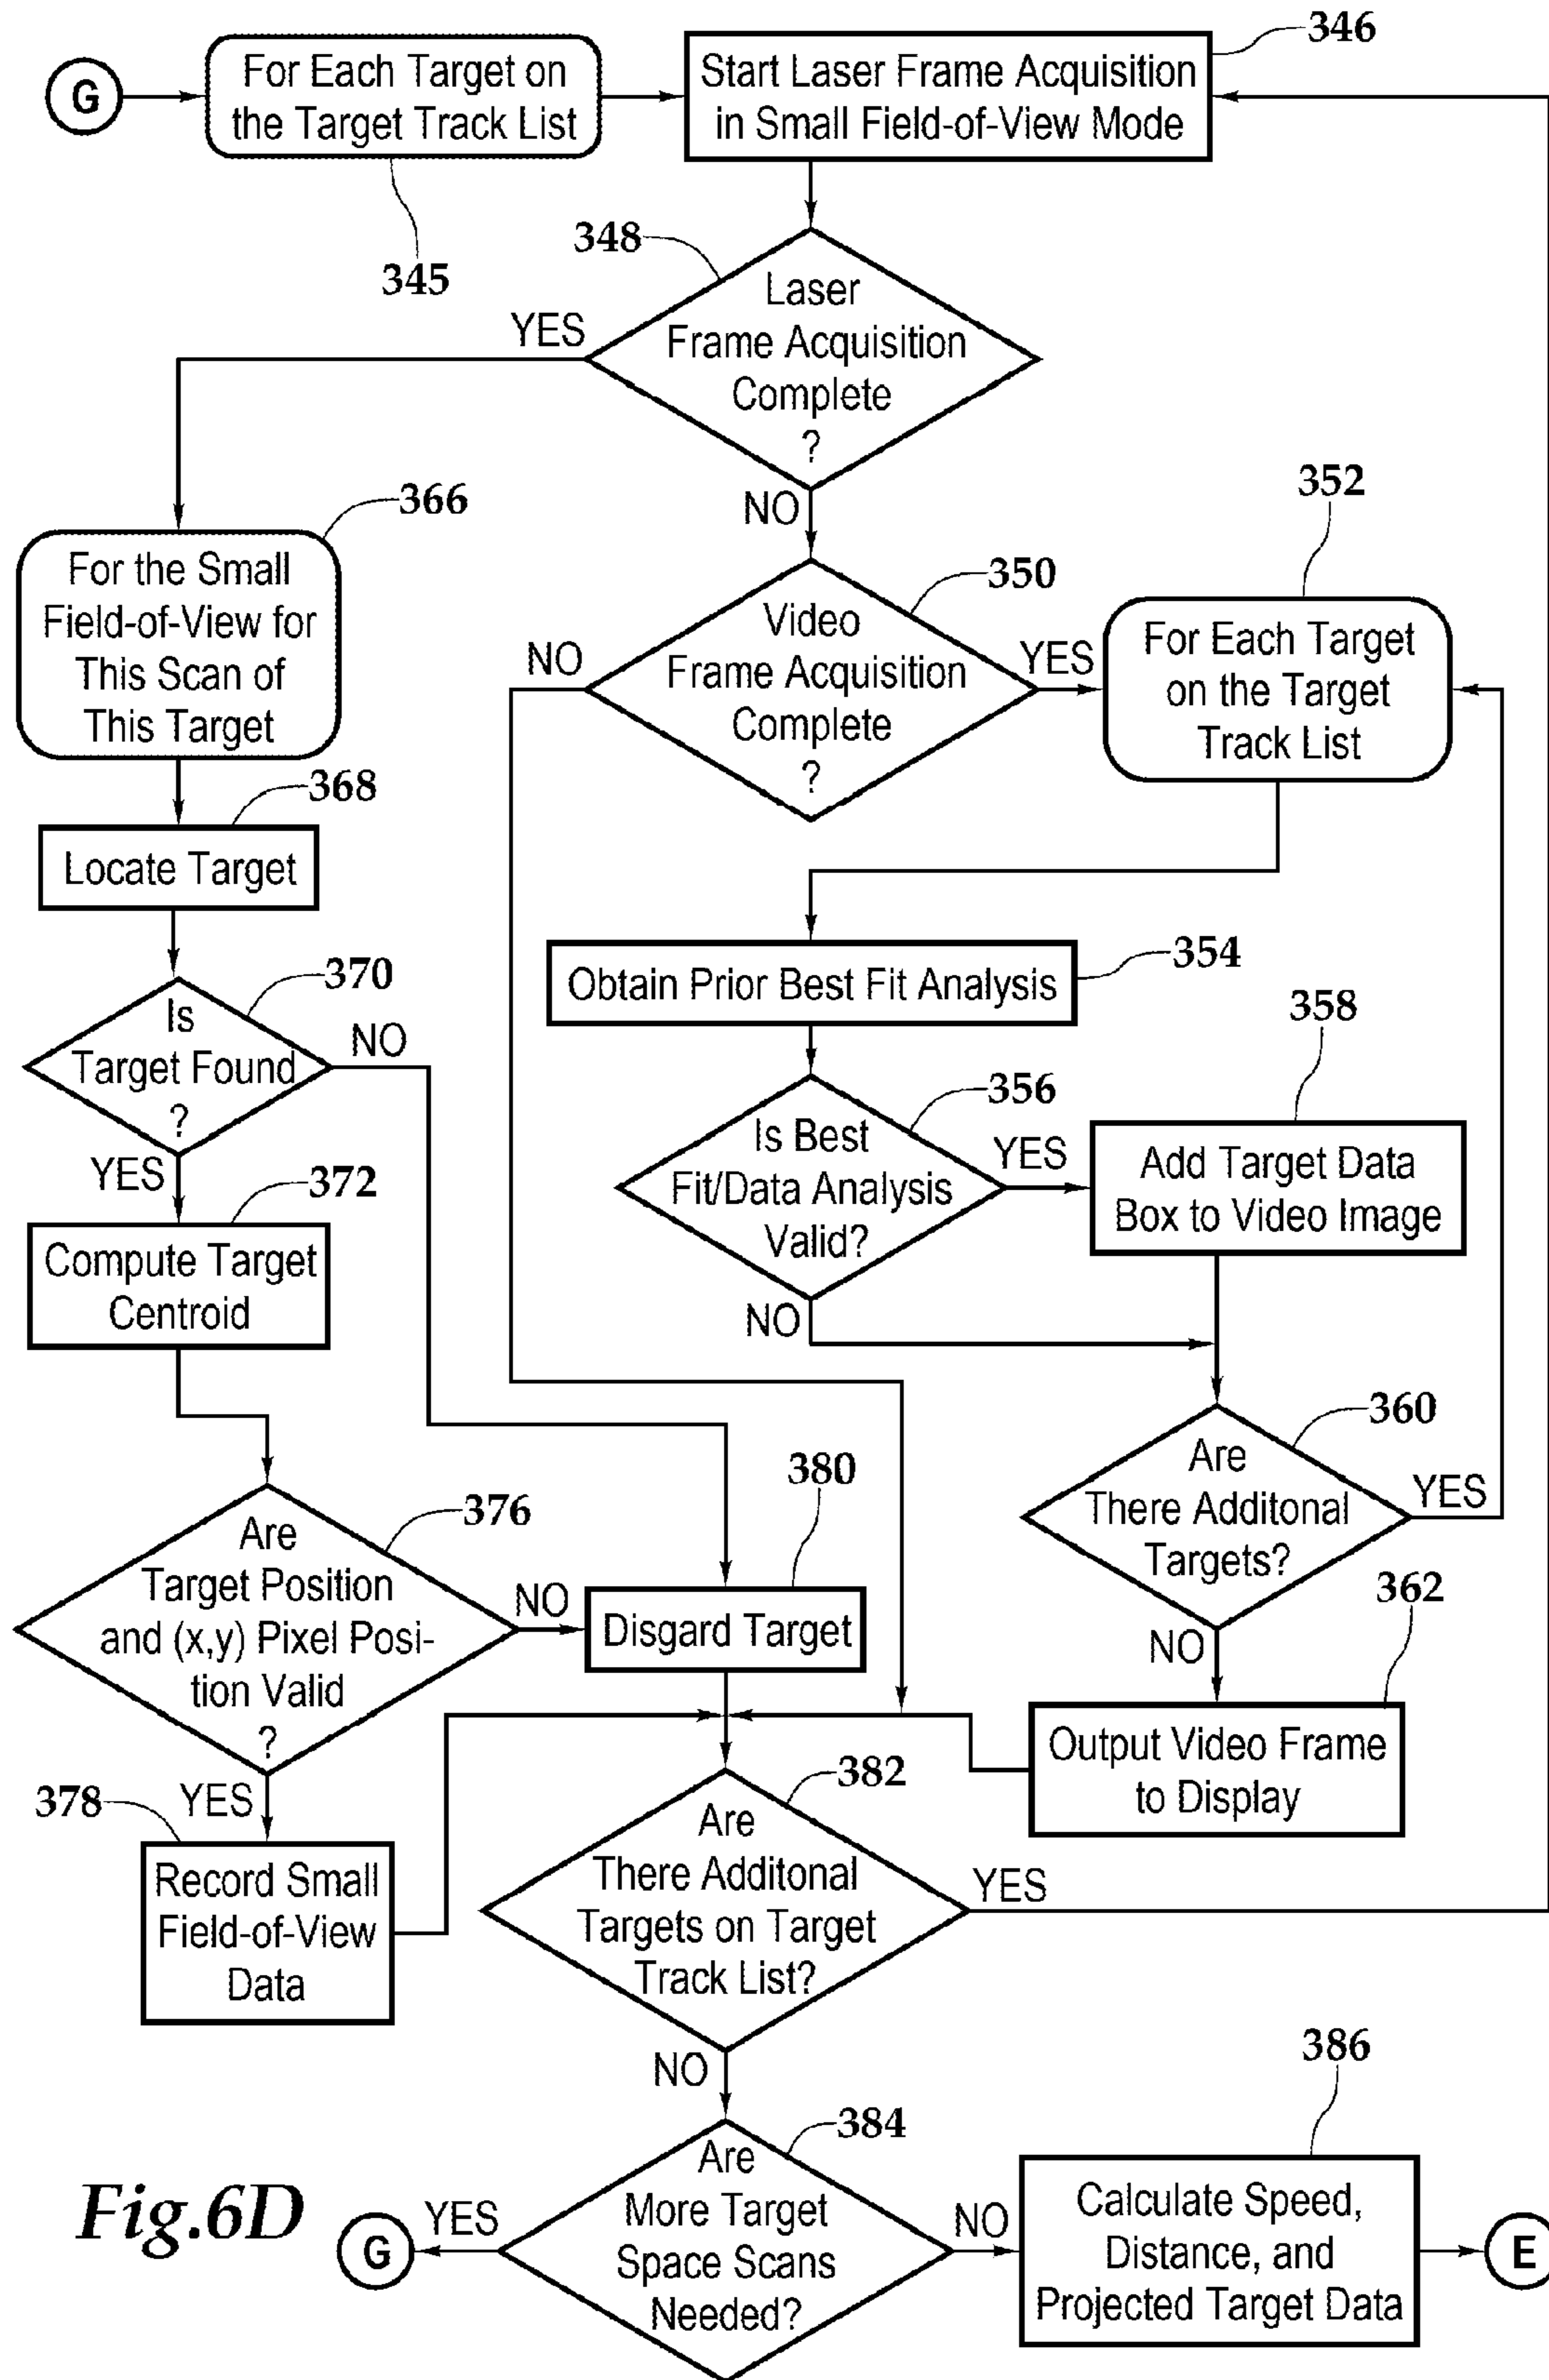 G
For Each Target on
the Target Track List
345
Start Laser Frame Acquisition
in Small Field-of-View Mode
346
348
Laser
Frame Acquisition
Complete
?
YES
NO
366
For the Small
Field-of-View for
This Scan of
This Target
350
Video
Frame Acquisition
Complete
?
NO
YES
352
For Each Target
on the Target
Track List
368
Locate Target
354
Obtain Prior Best Fit Analysis
370
Is
Target Found
?
NO
YES
356
Is Best
Fit/Data Analysis
Valid?
YES
NO
358
Add Target Data
Box to Video Image
372
Compute Target
Centroid
360
Are
There Additonal
Targets?
YES
NO
376
Are
Target Position
and (x,y) Pixel Posi-
tion Valid
?
NO
YES
380
Disgard Target
362
Output Video Frame
to Display
378
Record Small
Field-of-View
Data
382
Are
There Additonal
Targets on Target
Track List?
YES
NO
384
Are
More Target
Space Scans
Needed?
YES
G
NO
386
Calculate Speed,
Distance, and
Projected Target Data
E
Fig.6D